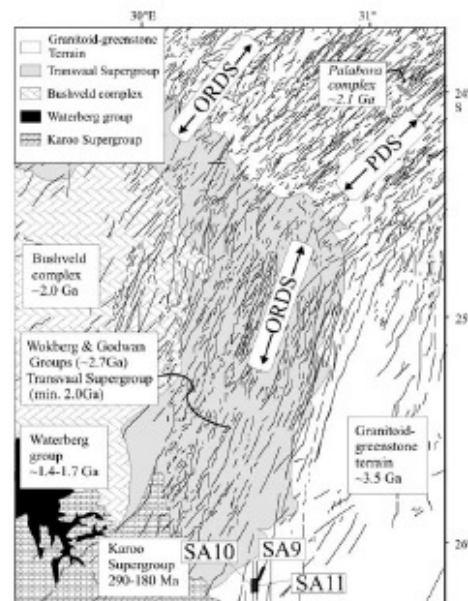 30°E
31°
Granitoid-greenstone
Terrain
Transvaal Supergroup
Bushveld complex
Waterberg group
Karoo Supergroup
ORDS
Palabora
complex
~2.1 Ga
24°
S
PDS
Bushveld
complex
~2.0 Ga
ORDS
25°
Wokberg & Godwan
Groups (~2.7Ga)
Transvaal Supergroup
(min. 2.0Ga)
Waterberg
group
~1.4-1.7 Ga
Granitoid-
greenstone
terrain
~3.5 Ga
26°
Karoo
Supergroup
290-180 Ma
SA10
SA9
SA11